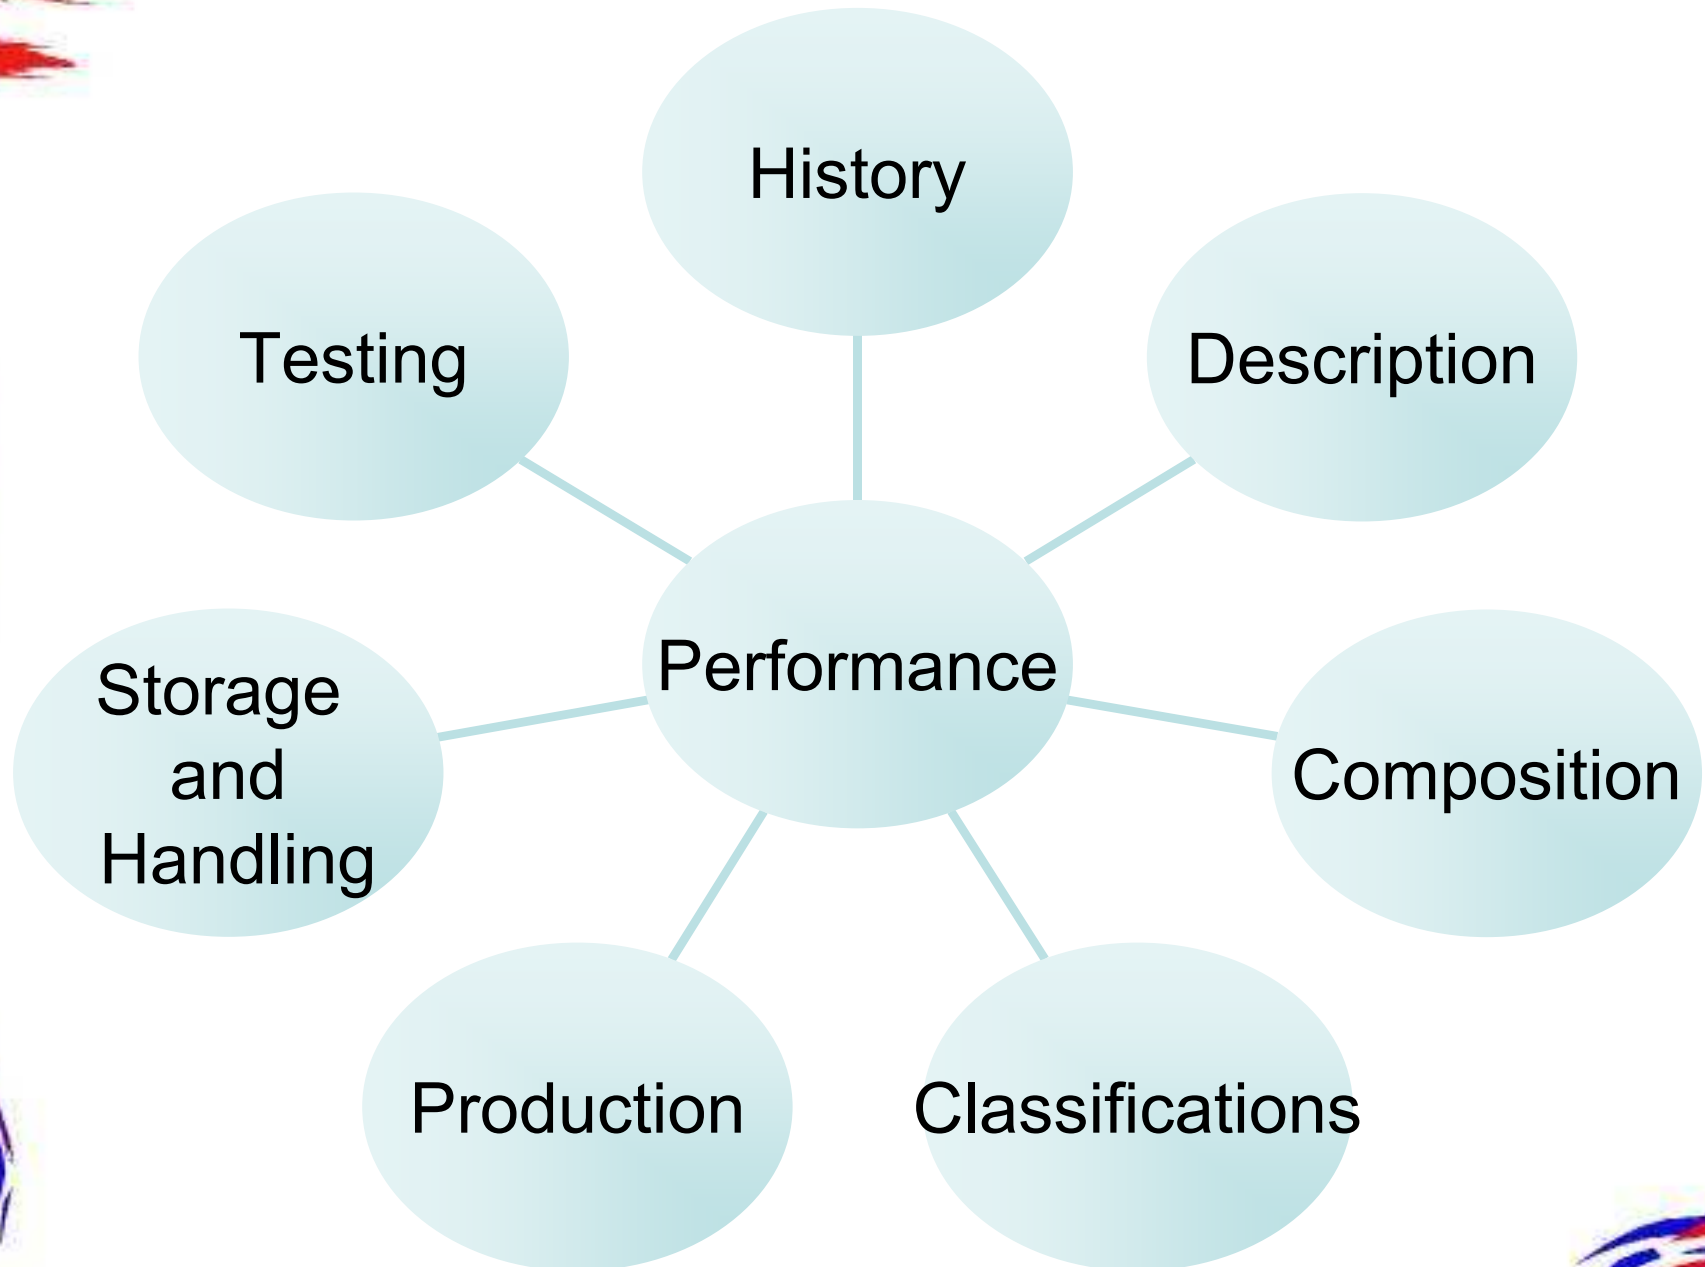 History
Testing
Description
Performance
Storage
and
Handling
Composition
Production
Classifications